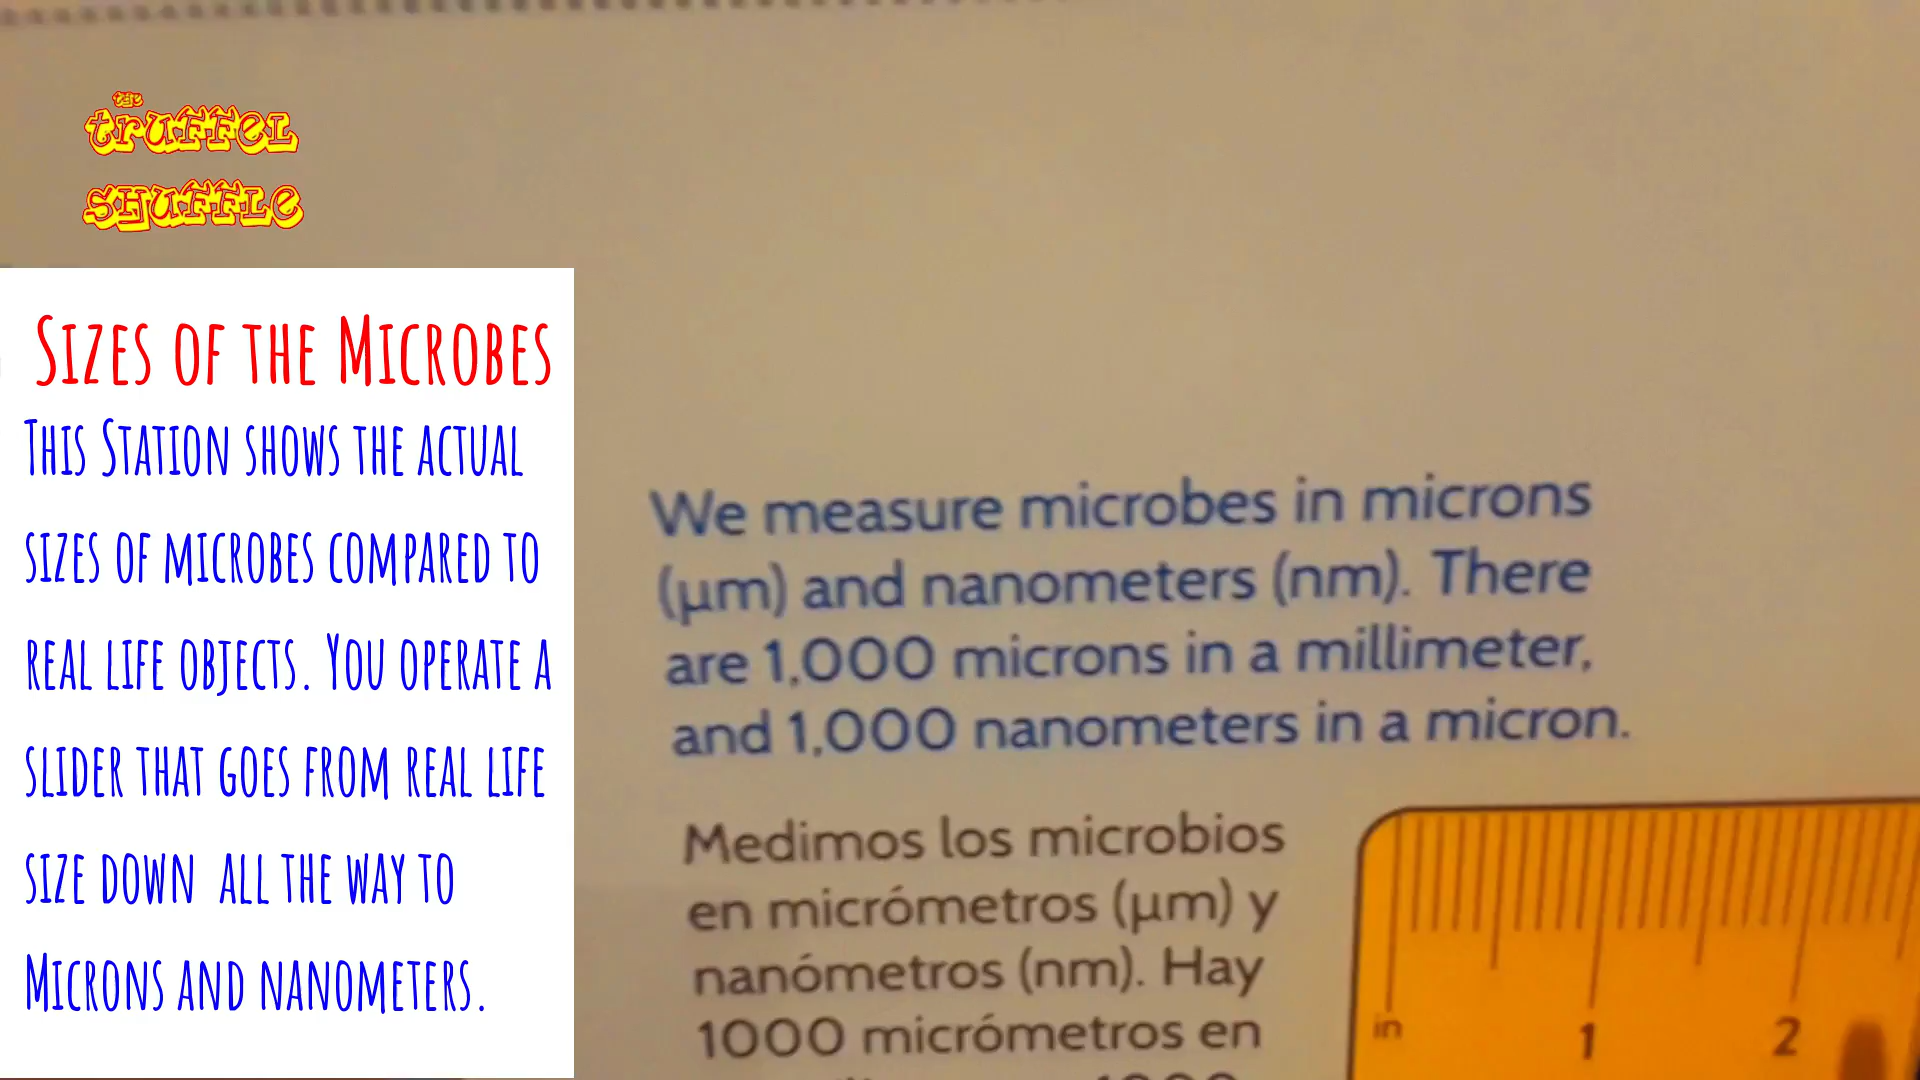 the
truffel
shuffle
Sizes of the Microbes
This Station shows the actual
sizes of microbes compared to
real life objects. You operate a
slider that goes from real life
size down all the way to
Microns and nanometers.
We measure microbes in microns
(µm) and nanometers (nm). There
are 1,000 microns in a millimeter,
and 1,000 nanometers in a micron.
Medimos los microbios
en micrómetros (µm) y
nanómetros (nm). Hay
1000 micrómetros en
in 1 2